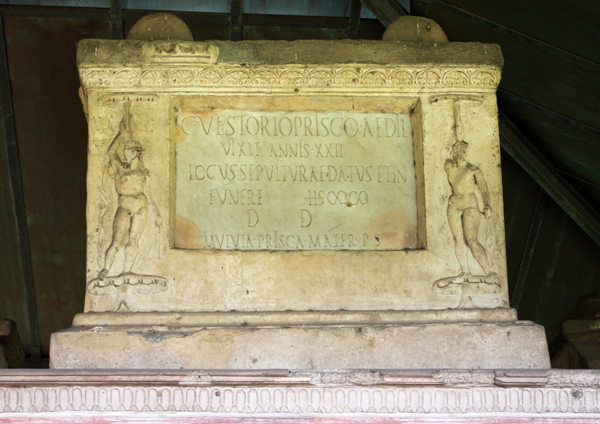 C·VESTORIO·PRISCO·AEDIL
VIXIT ANNIS·XXII
LOCVS·SEPVLTVRAE·DATVS·ET IN
FVNERE
D D
MVLVIA·PRISCA·MATER·P·S